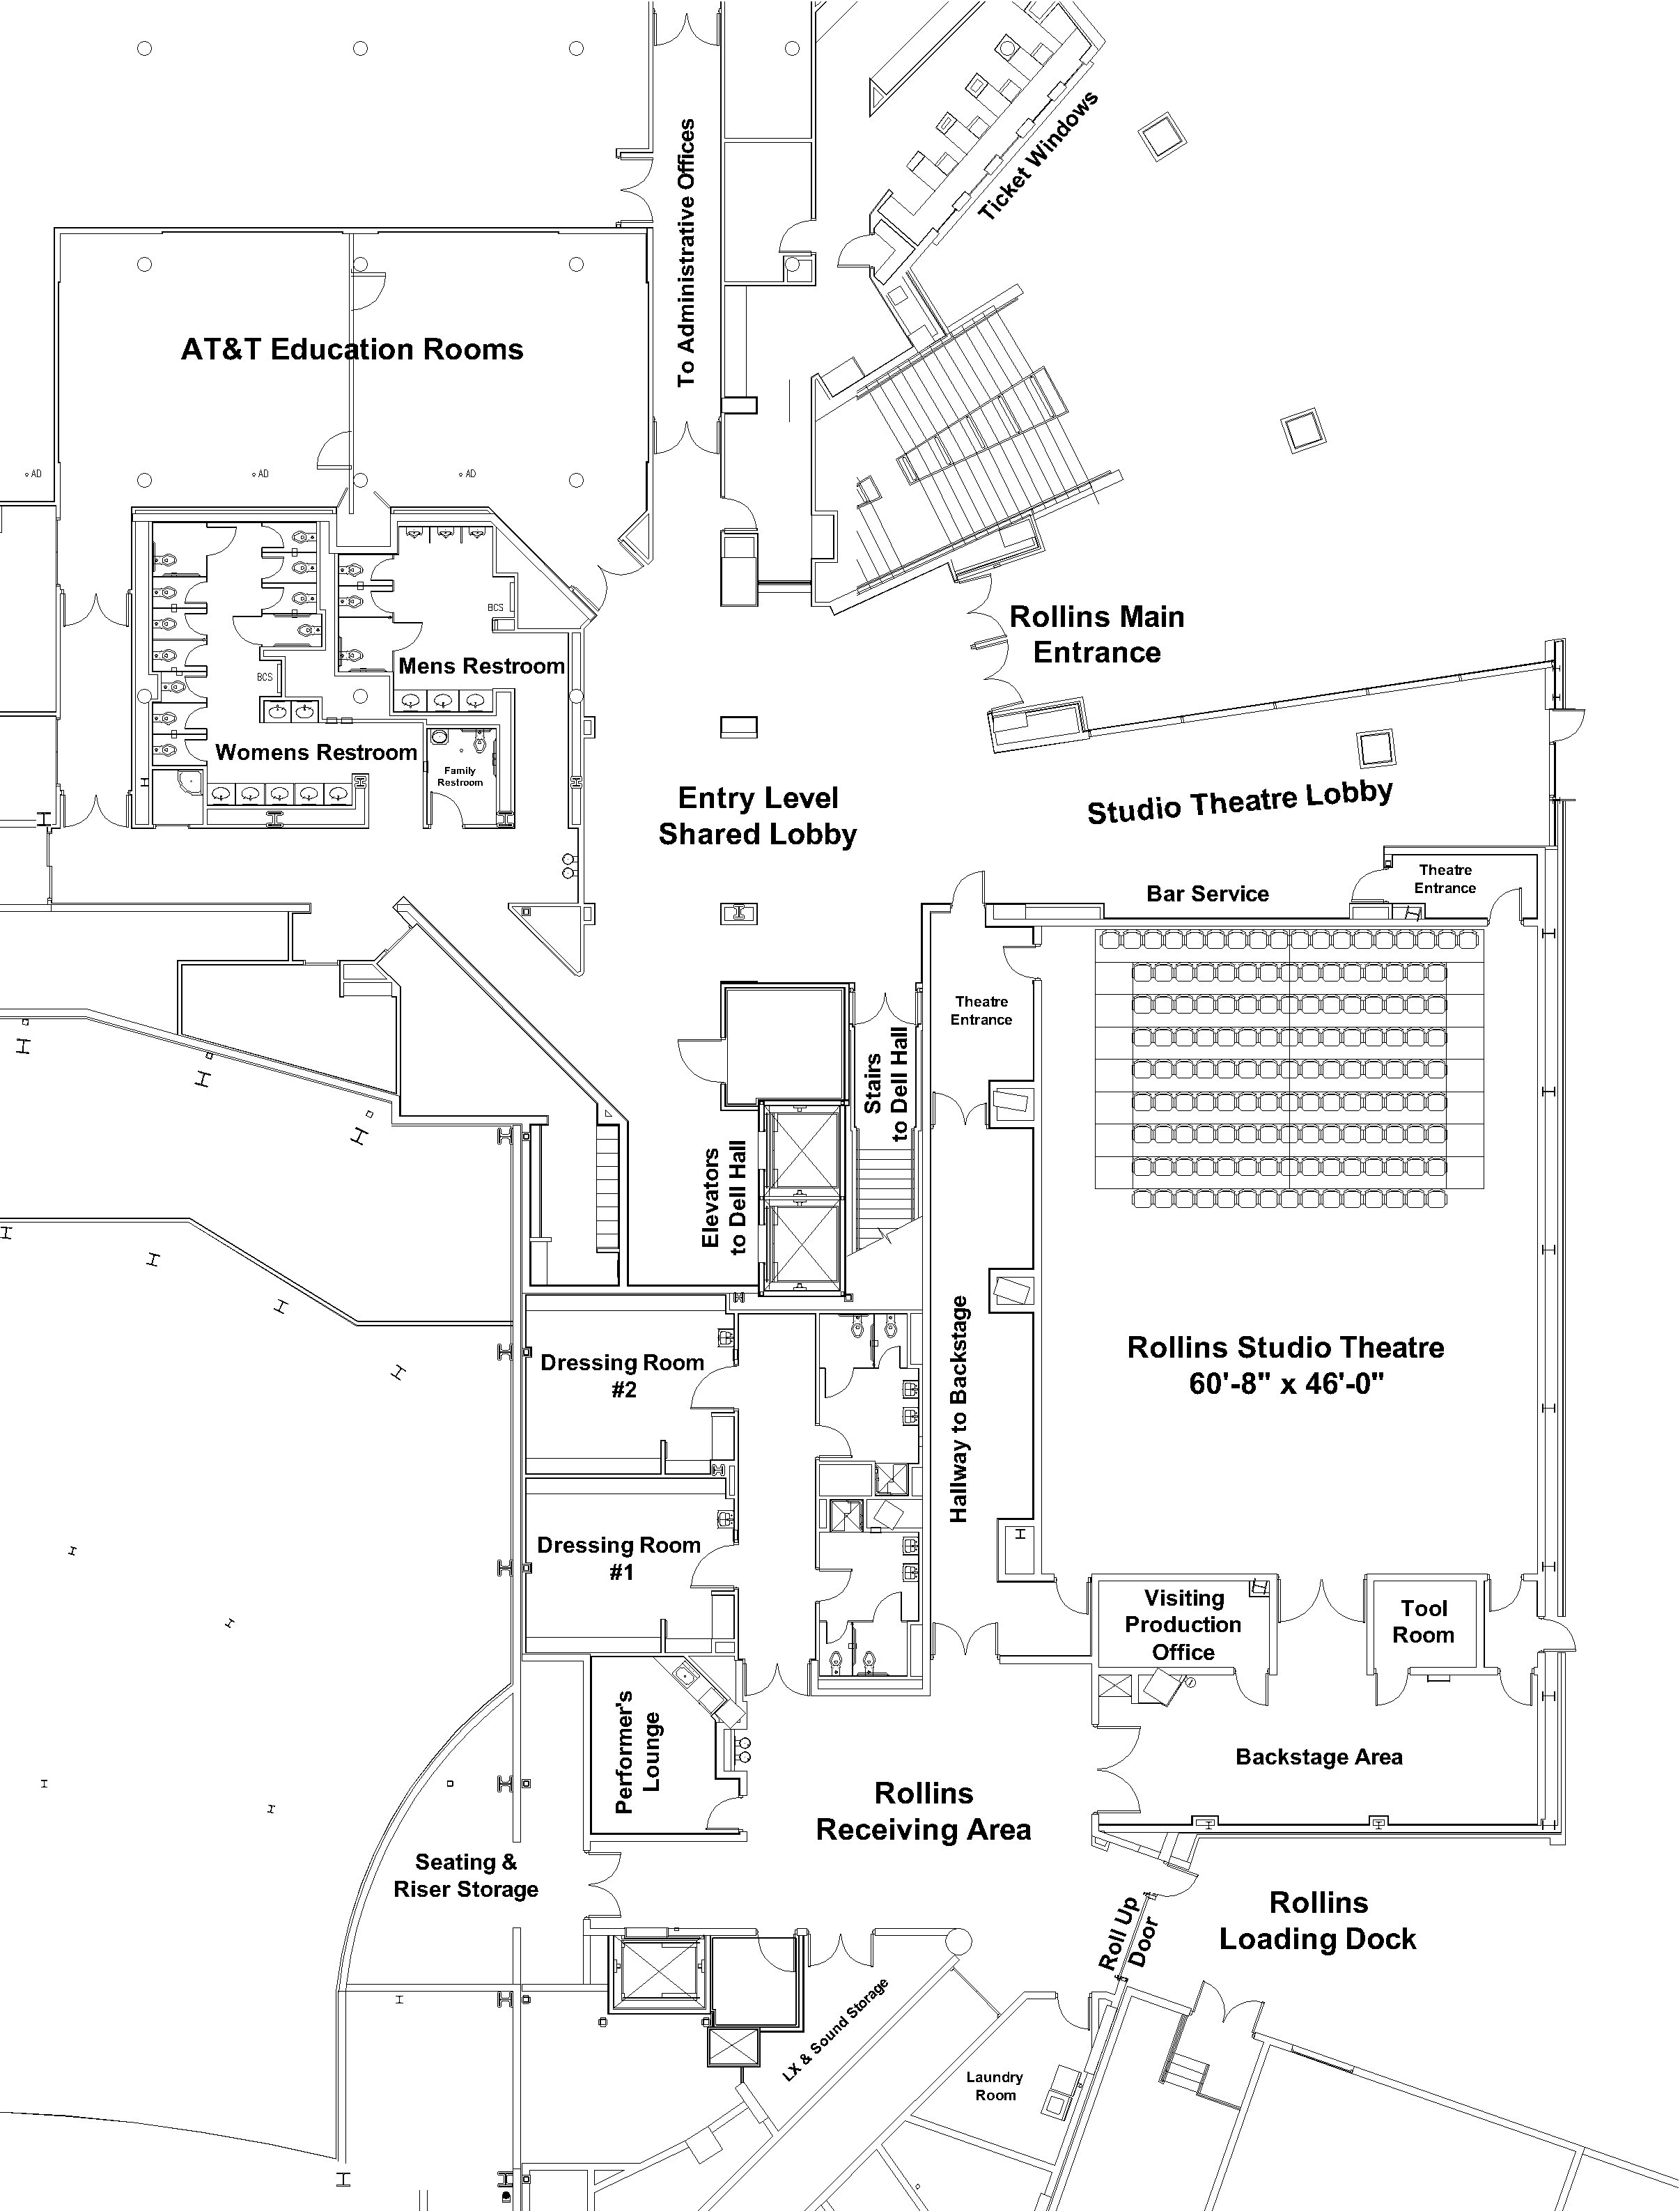 To Administrative Offices
Ticket Windows
AT&T Education Rooms
AD
AD
AD
Rollins Main
Entrance
BCS
Mens Restroom
BCS
Womens Restroom
Family
Restroom
Entry Level
Shared Lobby
Studio Theatre Lobby
Theatre
Entrance
Bar Service
Theatre
Entrance
Stairs
to Dell Hall
Elevators
to Dell Hall
Hallway to Backstage
Rollins Studio Theatre
60'-8" x 46'-0"
Dressing Room
#2
Dressing Room
#1
Visiting
Production
Office
Tool
Room
Performer's
Lounge
Backstage Area
Rollins
Receiving Area
Seating &
Riser Storage
Roll Up
Door
Rollins
Loading Dock
LX & Sound Storage
Laundry
Room